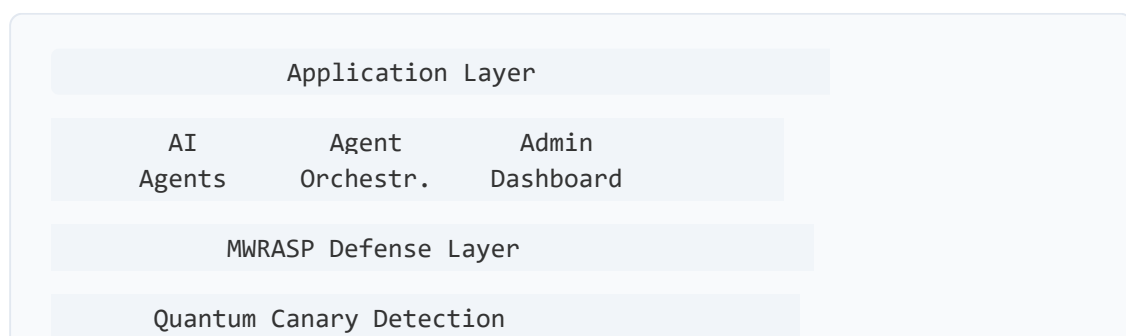 Application Layer
AI Agent Admin
Agents Orchestr. Dashboard
MWRASP Defense Layer
Quantum Canary Detection